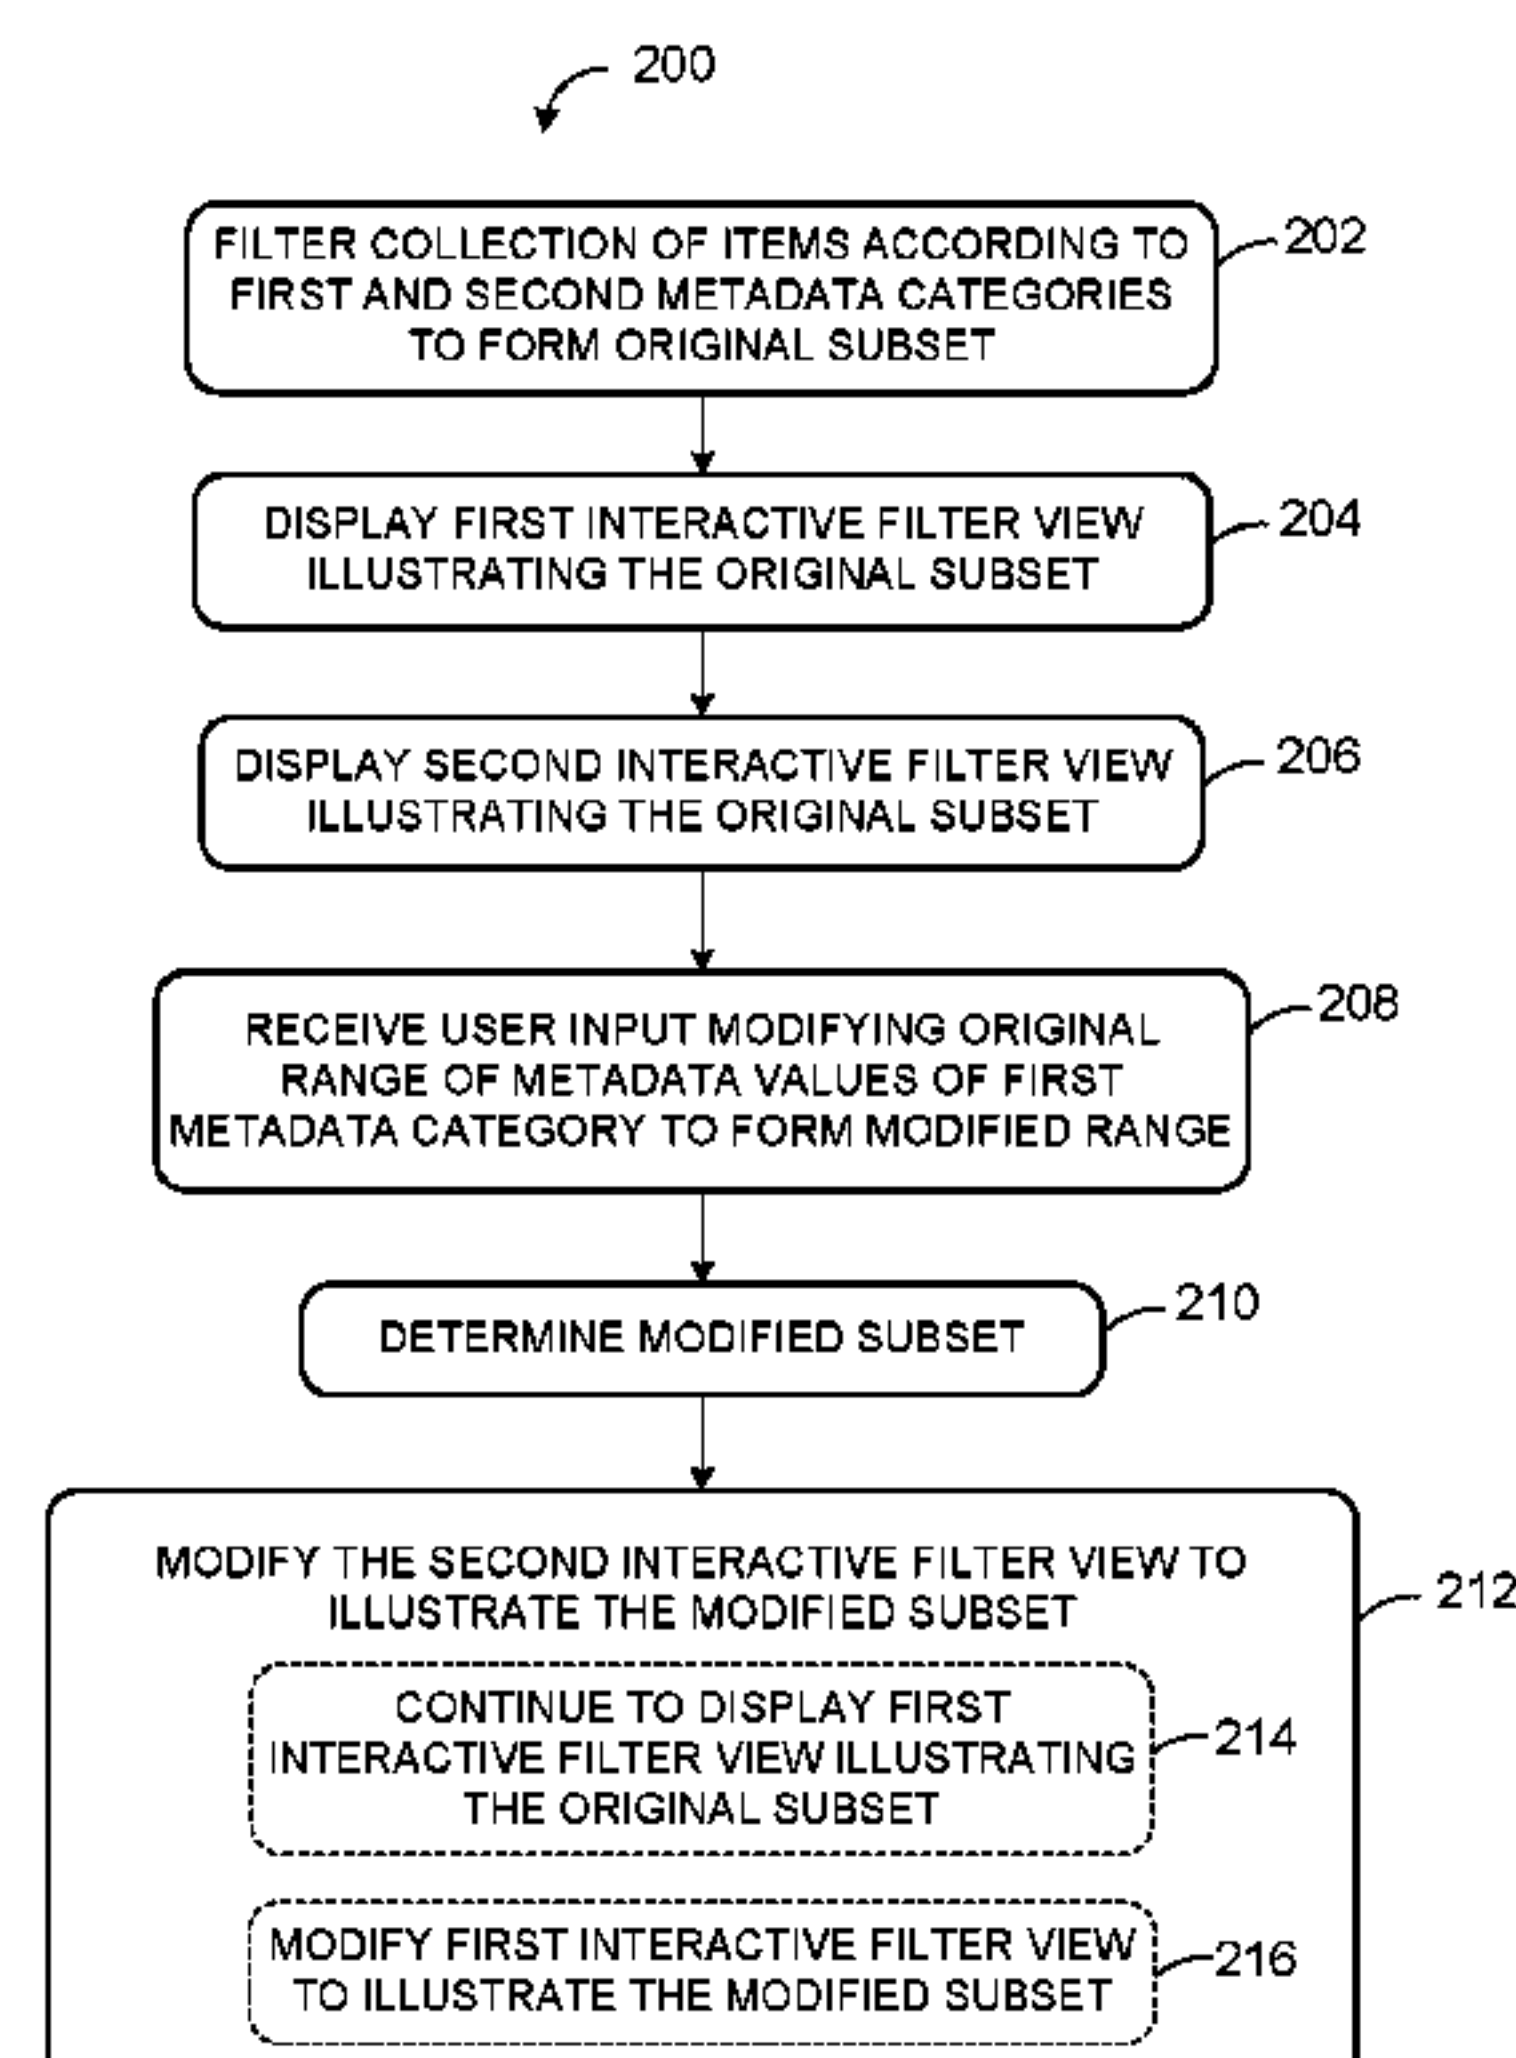 200
FILTER COLLECTION OF ITEMS ACCORDING TO
FIRST AND SECOND METADATA CATEGORIES
TO FORM ORIGINAL SUBSET
202
DISPLAY FIRST INTERACTIVE FILTER VIEW
ILLUSTRATING THE ORIGINAL SUBSET
204
DISPLAY SECOND INTERACTIVE FILTER VIEW
ILLUSTRATING THE ORIGINAL SUBSET
206
RECEIVE USER INPUT MODIFYING ORIGINAL
RANGE OF METADATA VALUES OF FIRST
METADATA CATEGORY TO FORM MODIFIED RANGE
208
DETERMINE MODIFIED SUBSET
210
MODIFY THE SECOND INTERACTIVE FILTER VIEW TO
ILLUSTRATE THE MODIFIED SUBSET
212
CONTINUE TO DISPLAY FIRST
INTERACTIVE FILTER VIEW ILLUSTRATING
THE ORIGINAL SUBSET
214
MODIFY FIRST INTERACTIVE FILTER VIEW
TO ILLUSTRATE THE MODIFIED SUBSET
216